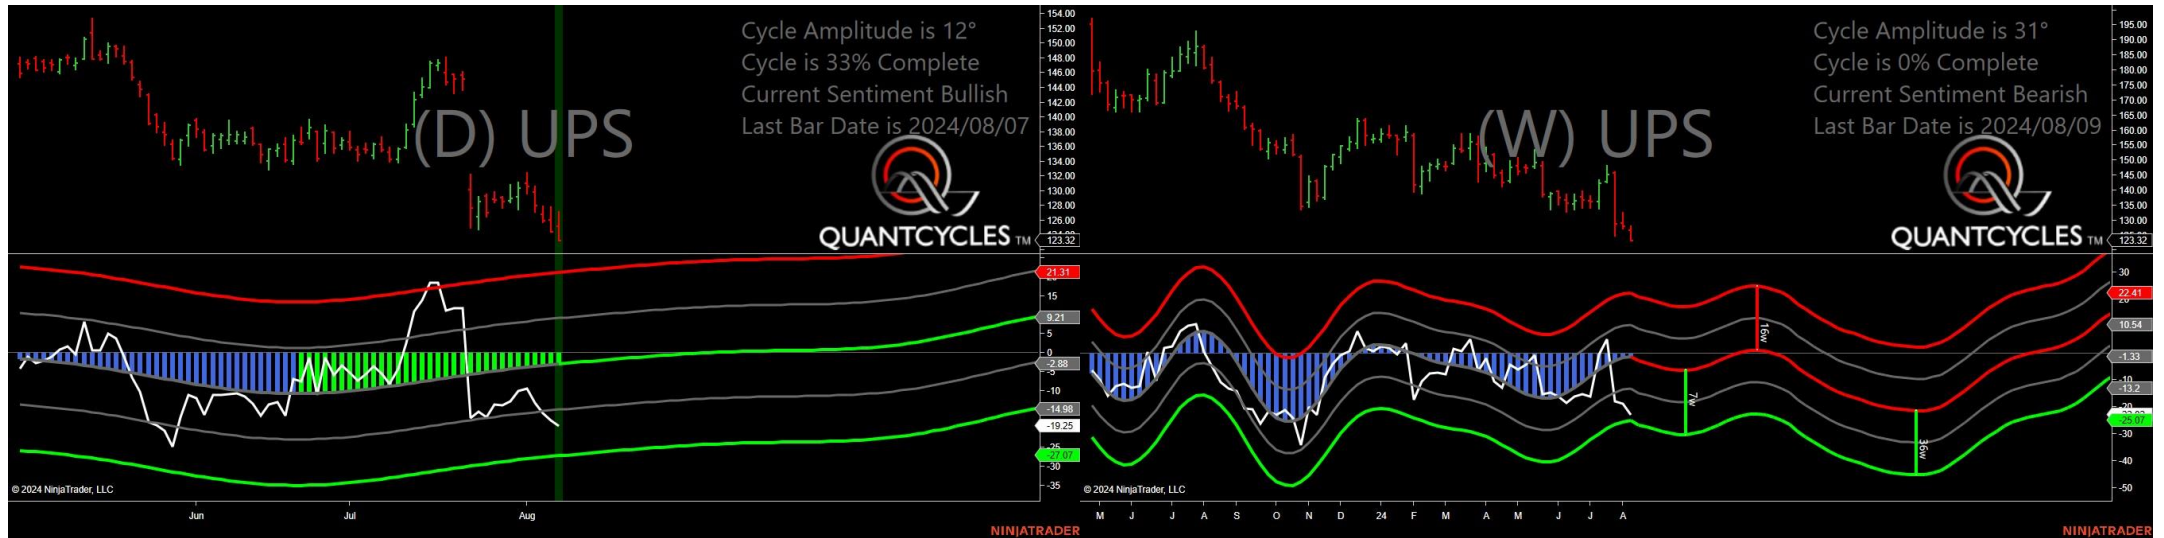 Cycle Amplitude is 12°
Cycle is 33% Complete
Current Sentiment Bullish
Last Bar Date is 2024/08/07
(D) UPS
QUANTCYCLES TM
154.00
152.00
150.00
148.00
146.00
144.00
142.00
140.00
138.00
136.00
134.00
132.00
130.00
128.00
126.00
123.32
21.31
15
9.21
5
0
-2.88
-5
-10
-14.98
-19.25
-25
-27.07
-30
-35
© 2024 NinjaTrader, LLC
Jun Jul Aug
NINJATRADER
Cycle Amplitude is 31°
Cycle is 0% Complete
Current Sentiment Bearish
Last Bar Date is 2024/08/09
(W) UPS
QUANTCYCLES TM
195.00
190.00
185.00
180.00
175.00
170.00
165.00
160.00
155.00
150.00
145.00
140.00
135.00
130.00
123.32
16w
7w
36w
30
22.41
20
10.54
-1.33
-10
-13.2
-20
-25.07
-30
-40
-50
© 2024 NinjaTrader, LLC
M J J A S O N D 24 F M A M J J A
NINJATRADER